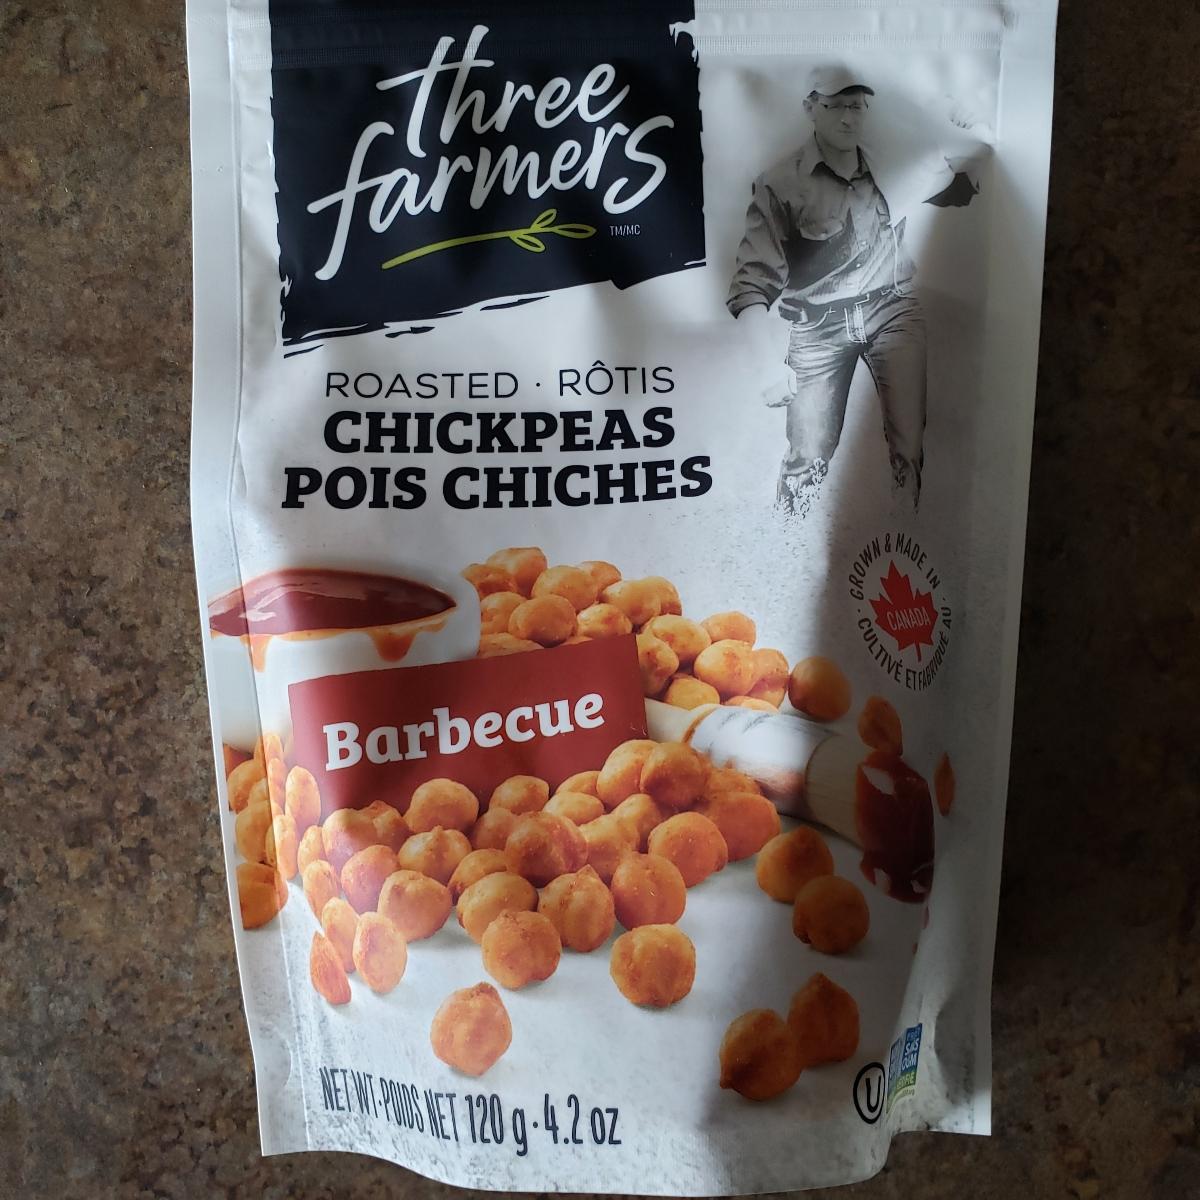 three
farmers
TM/MC
ROASTED · RÔTIS
CHICKPEAS
POIS CHICHES
· GROWN & MADE IN ·
CANADA
CULTIVÉ ET FABRIQUÉ AU
Barbecue
NET WT·POIDS NET 120 g·4.2 oz
U